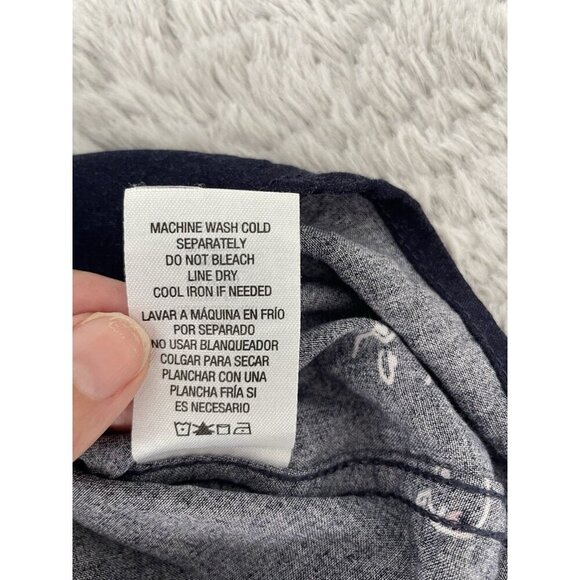 MACHINE WASH COLD
SEPARATELY
DO NOT BLEACH
LINE DRY
COOL IRON IF NEEDED
LAVAR A MÁQUINA EN FRÍO
POR SEPARADO
NO USAR BLANQUEADOR
COLGAR PARA SECAR
PLANCHAR CON UNA
PLANCHA FRÍA SI
ES NECESARIO